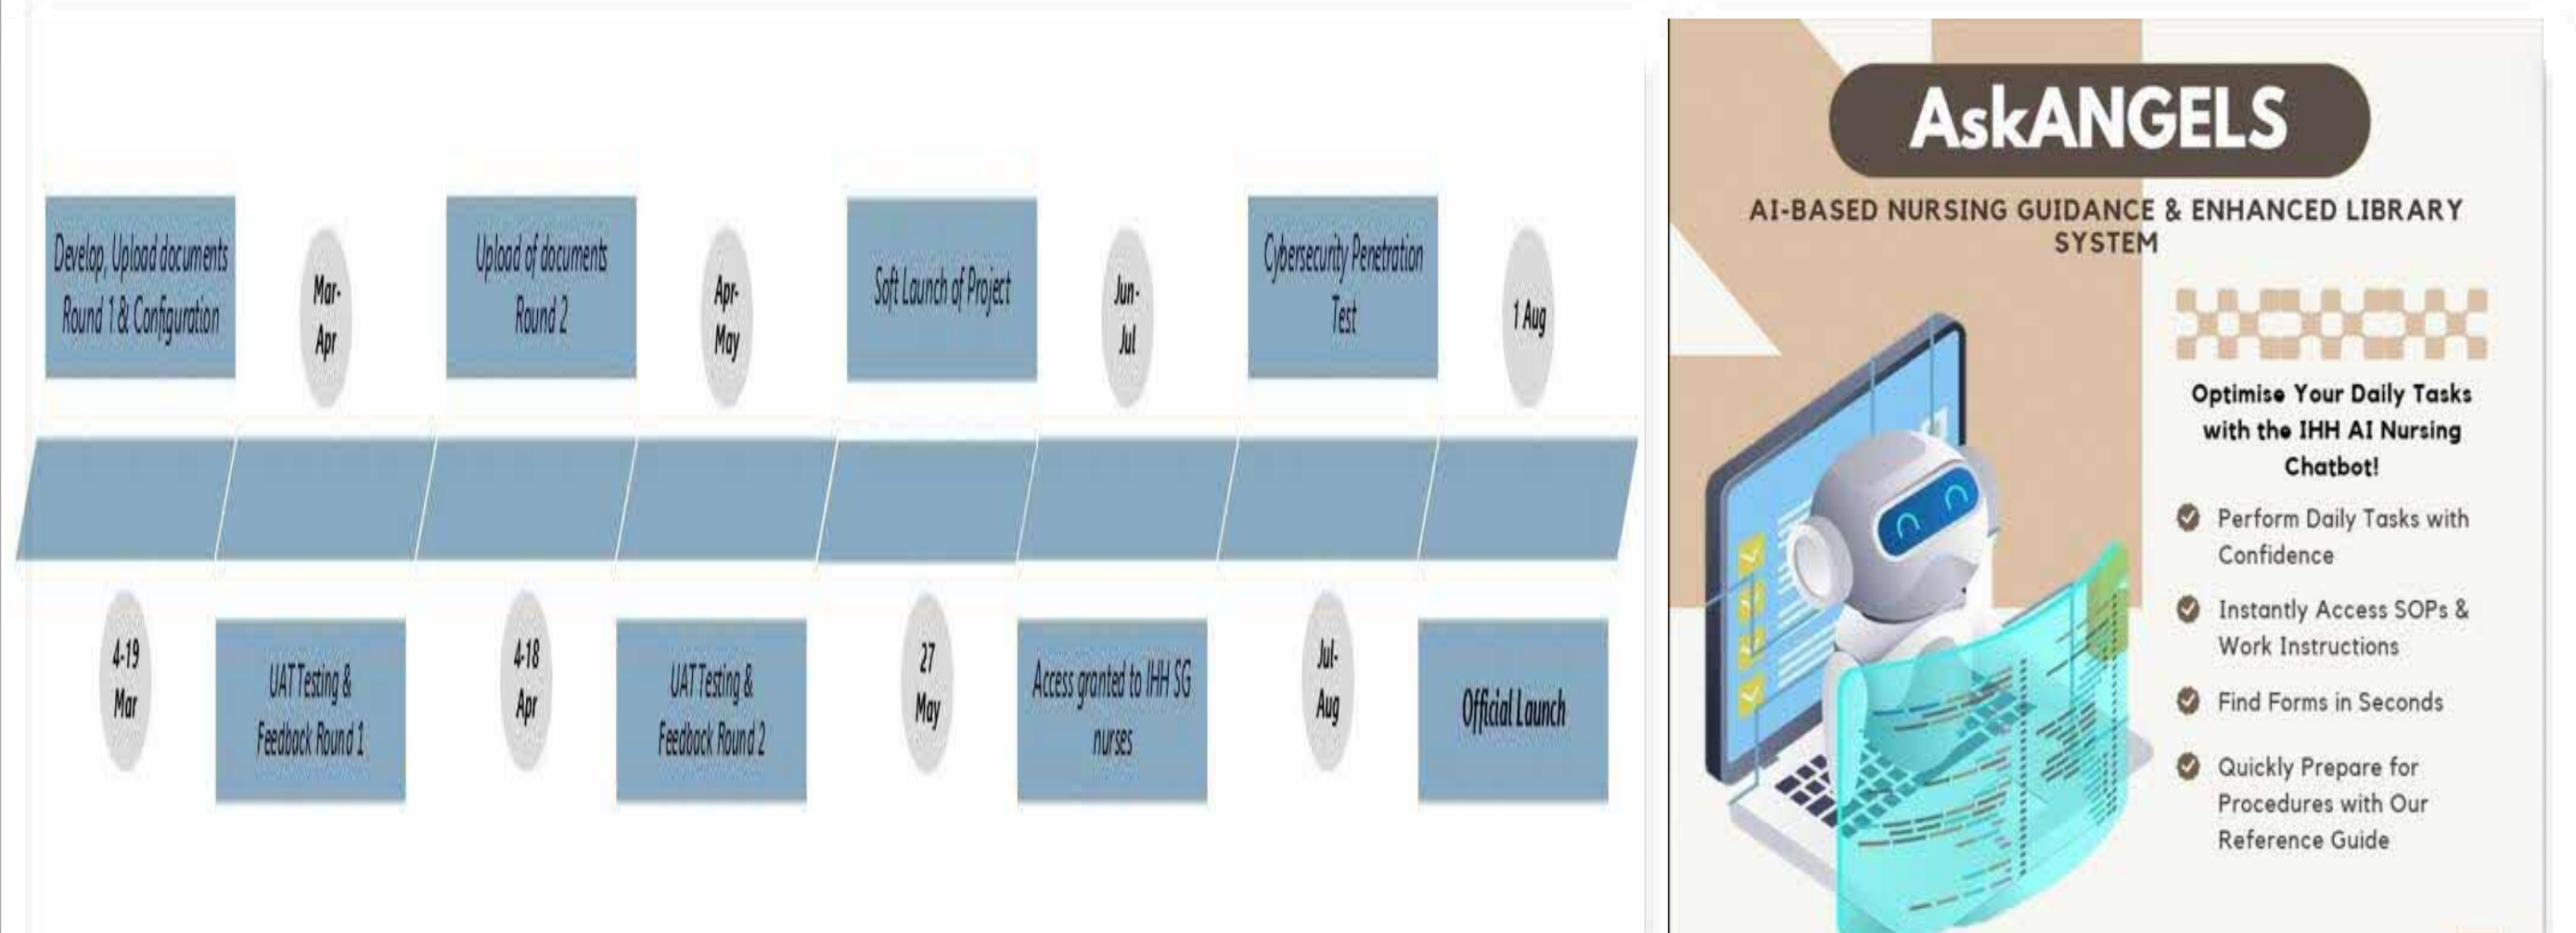 Develop, Upload documents
Round 1 & Configuration
4-19
Mar
Mar-
Apr
UAT Testing &
Feedback Round 1
Upload of documents
Round 2
4-18
Apr
Apr-
May
UAT Testing &
Feedback Round 2
Soft Launch of Project
27
May
Jun-
Jul
Access granted to IHH SG
nurses
Cybersecurity Penetration
Test
Jul-
Aug
1 Aug
Official Launch
AskANGELS
AI-BASED NURSING GUIDANCE & ENHANCED LIBRARY
SYSTEM
Optimise Your Daily Tasks
with the IHH AI Nursing
Chatbot!
Perform Daily Tasks with
Confidence
Instantly Access SOPs &
Work Instructions
Find Forms in Seconds
Quickly Prepare for
Procedures with Our
Reference Guide